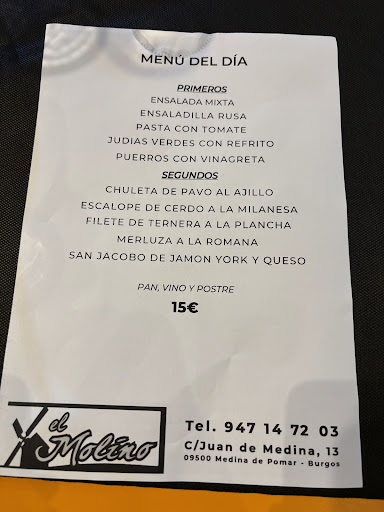 MENÚ DEL DÍA
PRIMEROS
ENSALADA MIXTA
ENSALADILLA RUSA
PASTA CON TOMATE
JUDIAS VERDES CON REFRITO
PUERROS CON VINAGRETA
SEGUNDOS
CHULETA DE PAVO AL AJILLO
ESCALOPE DE CERDO A LA MILANESA
FILETE DE TERNERA A LA PLANCHA
MERLUZA A LA ROMANA
SAN JACOBO DE JAMON YORK Y QUESO
PAN, VINO Y POSTRE
15€
el
Molino
Tel. 947 14 72 03
C/Juan de Medina, 13
09500 Medina de Pomar - Burgos